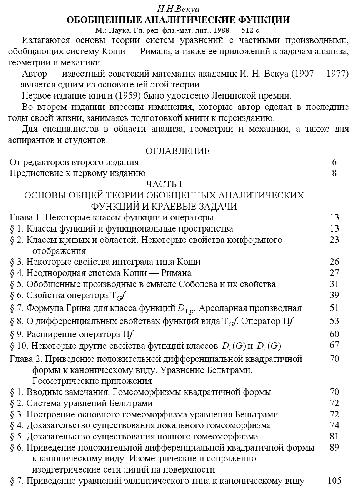 И.Н.Векуа
ОБОБЩЕННЫЕ АНАЛИТИЧЕСКИЕ ФУНКЦИИ
М.: Наука. Гл. ред. физ.-мат. лит., 1988. — 512 с.
Излагаются основы теории систем уравнений с частными производными,
обобщающих систему Коши — Римана, а также ее приложений к задачам анализа,
геометрии и механики.
Автор — известный советский математик академик И. Н. Векуа (1907 — 1977)
является одним из основателей этой теории.
Первое издание книги (1959) было удостоено Ленинской премии.
Во втором издании внесены изменения, которые автор сделал в последние
годы своей жизни, занимаясь подготовкой книги к переизданию.
Для специалистов в области анализа, геометрии и механики, а также для
аспирантов и студентов.
ОГЛАВЛЕНИЕ
От редакторов второго издания 6
Предисловие к первому изданию 8
ЧАСТЬ I
ОСНОВЫ ОБЩЕЙ ТЕОРИИ ОБОБЩЕННЫХ АНАЛИТИЧЕСКИХ
ФУНКЦИЙ И КРАЕВЫЕ ЗАДАЧИ
Глава 1. Некоторые классы функций и операторы 13
§ 1. Классы функций и функциональные пространства 13
§ 2. Классы кривых и областей. Некоторые свойства конформного 23
отображения
§ 3. Некоторые свойства интеграла типа Коши 26
§ 4. Неоднородная система Коши — Римана 27
§ 5. Обобщенные производные в смысле Соболева и их свойства 31
§ 6. Свойства оператора T_Gf 39
§ 7. Формула Грина для класса функций D_1,p. Ареолярная производная 51
§ 8. О дифференциальных свойствах функций вида T_Gf. Оператор Пf 53
§ 9. Расширение оператора Пf 60
§ 10. Некоторые другие свойства функций классов 67
Глава 2. Приведение положительной дифференциальной квадратичной 70
формы к каноническому виду. Уравнение Бельтрами.
Геометрические приложения
§ 1. Вводные замечания. Гомеоморфизмы квадратичной формы 70
§ 2. Система уравнений Бельтрами 72
§ 3. Построение основного гомеоморфизма уравнения Бельтрами 72
§ 4. Доказательство существования локального гомеоморфизма 74
§ 5. Доказательство существования полного гомеоморфизма 81
§ 6. Приведение положительной дифференциальной квадратичной формы 89
к каноническому виду. Изометрические и сопряженно
изометрические сети линий на поверхности
§ 7. Приведение уравнений эллиптического типа к каноническому виду 105